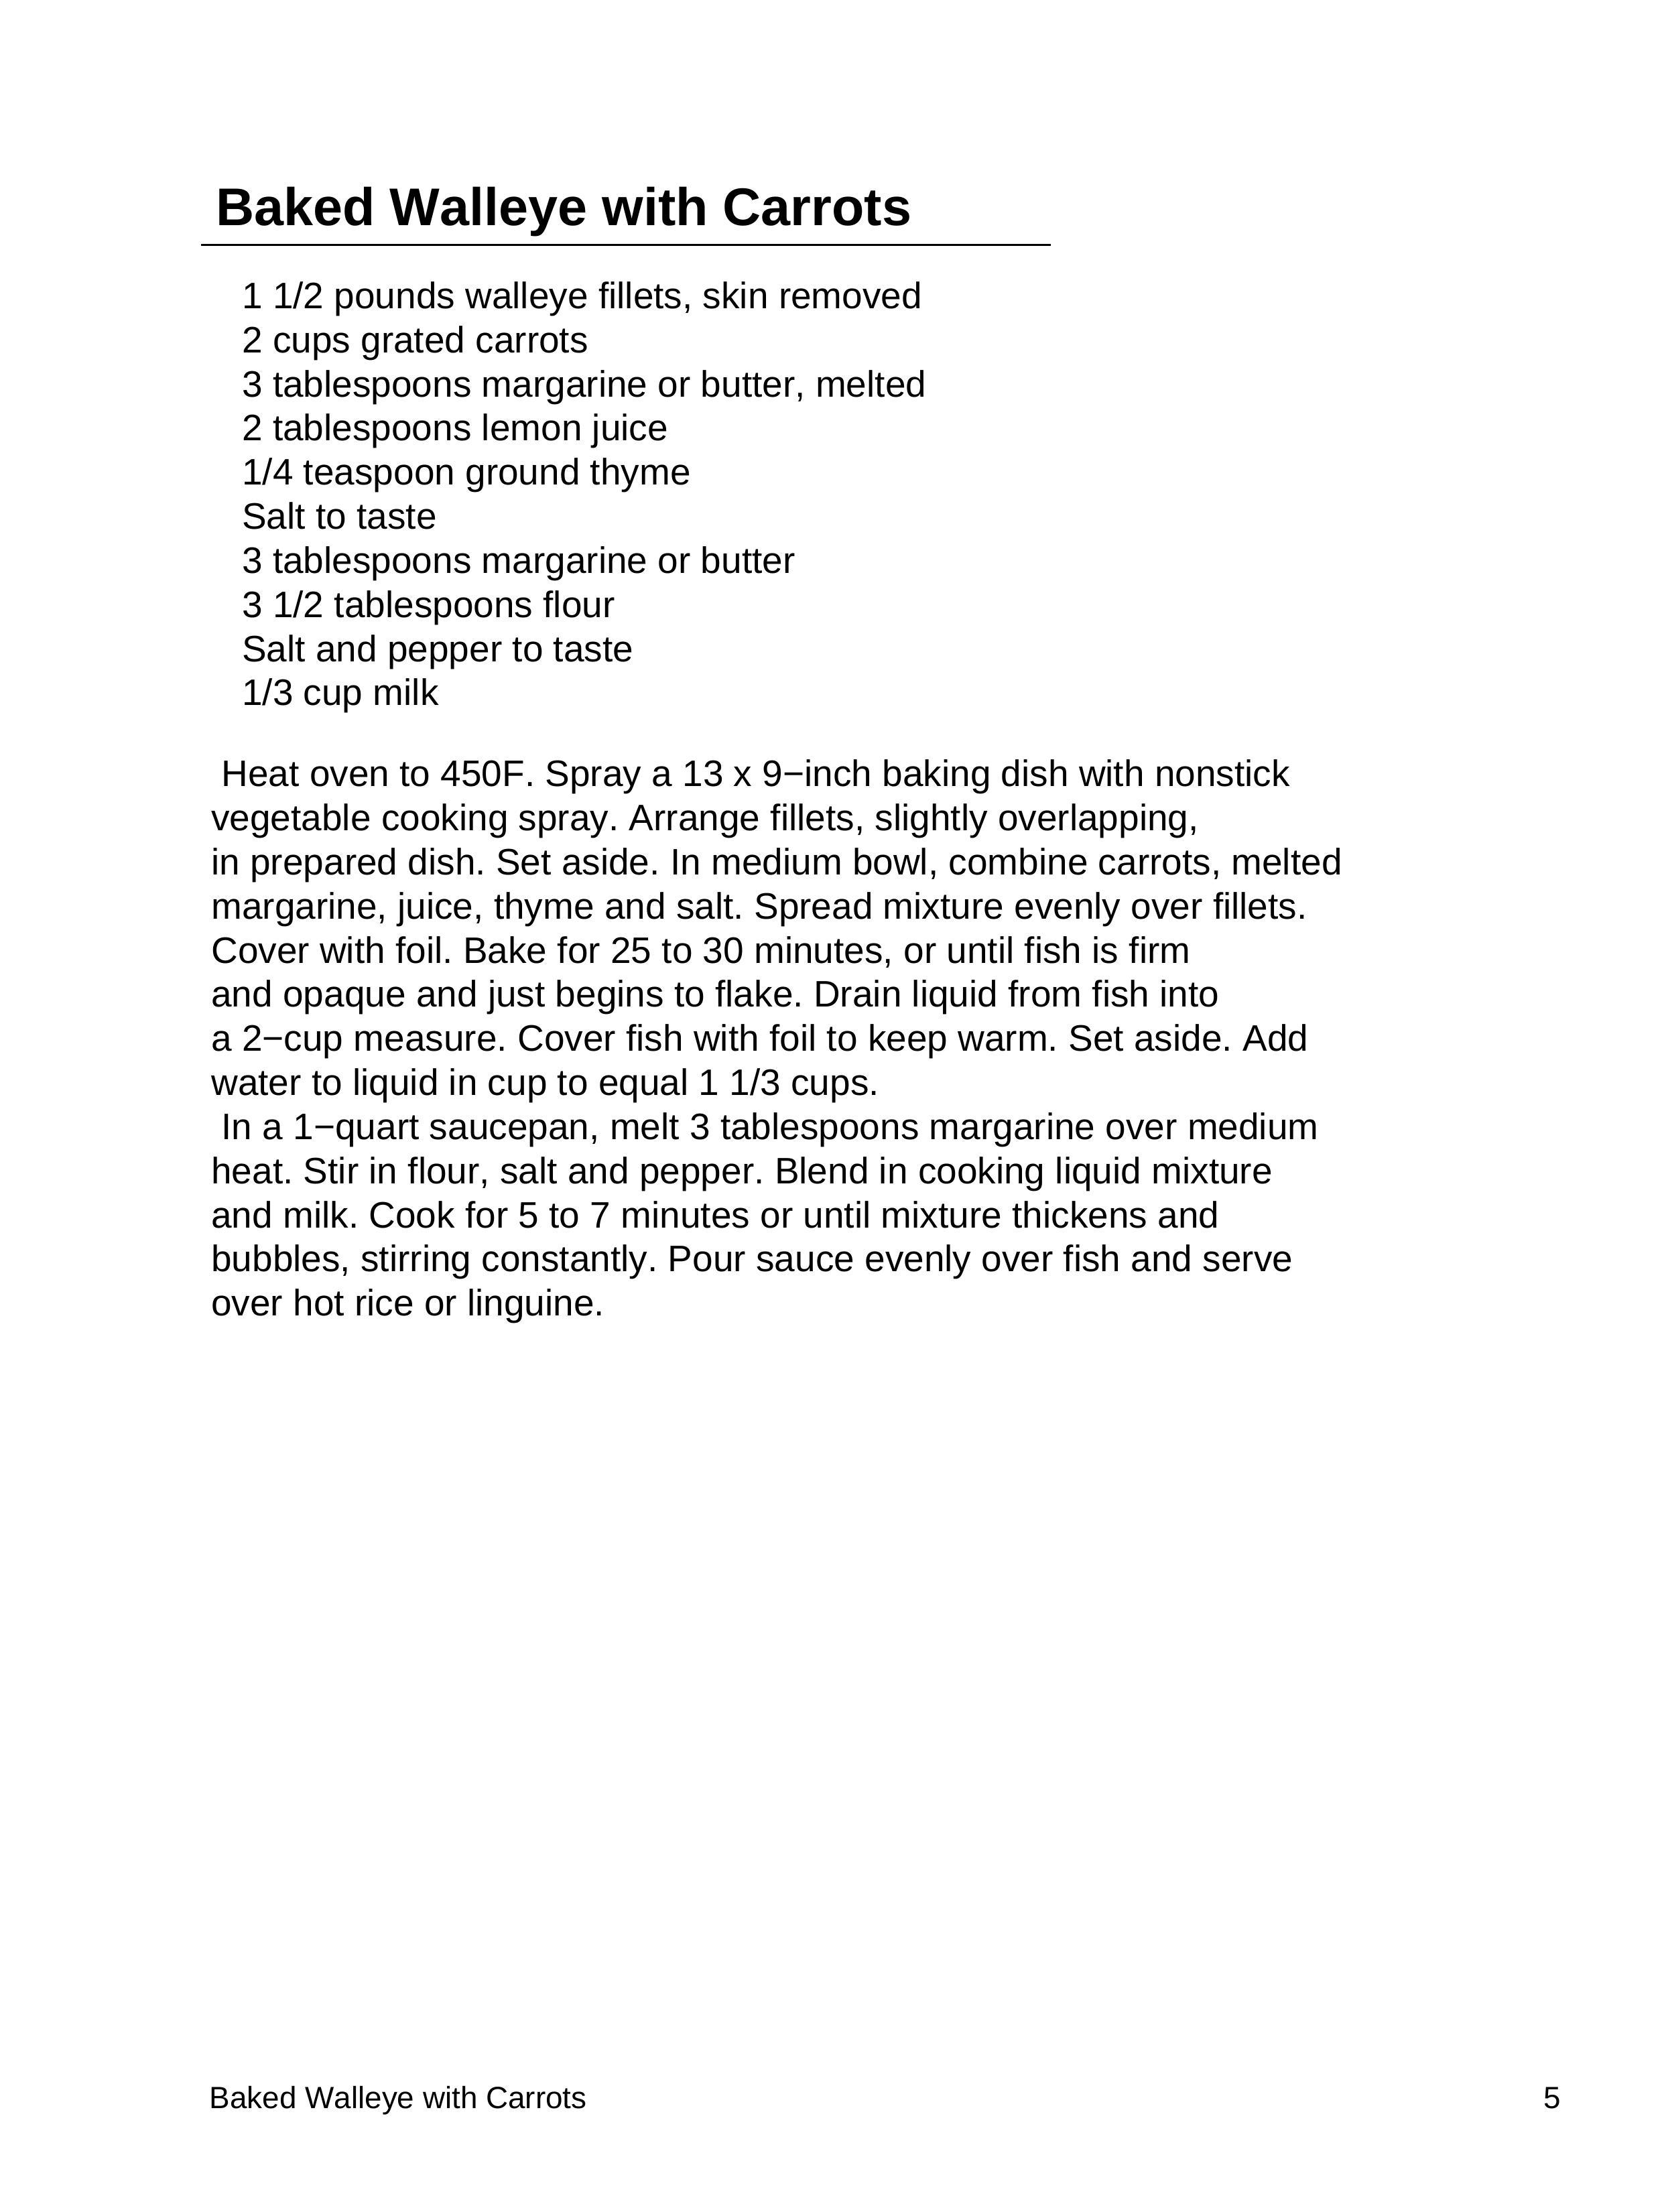 Baked Walleye with Carrots
1 1/2 pounds walleye fillets, skin removed
2 cups grated carrots
3 tablespoons margarine or butter, melted
2 tablespoons lemon juice
1/4 teaspoon ground thyme
Salt to taste
3 tablespoons margarine or butter
3 1/2 tablespoons flour
Salt and pepper to taste
1/3 cup milk
Heat oven to 450F. Spray a 13 x 9−inch baking dish with nonstick
vegetable cooking spray. Arrange fillets, slightly overlapping,
in prepared dish. Set aside. In medium bowl, combine carrots, melted
margarine, juice, thyme and salt. Spread mixture evenly over fillets.
Cover with foil. Bake for 25 to 30 minutes, or until fish is firm
and opaque and just begins to flake. Drain liquid from fish into
a 2−cup measure. Cover fish with foil to keep warm. Set aside. Add
water to liquid in cup to equal 1 1/3 cups.
In a 1−quart saucepan, melt 3 tablespoons margarine over medium
heat. Stir in flour, salt and pepper. Blend in cooking liquid mixture
and milk. Cook for 5 to 7 minutes or until mixture thickens and
bubbles, stirring constantly. Pour sauce evenly over fish and serve
over hot rice or linguine.
Baked Walleye with Carrots 5